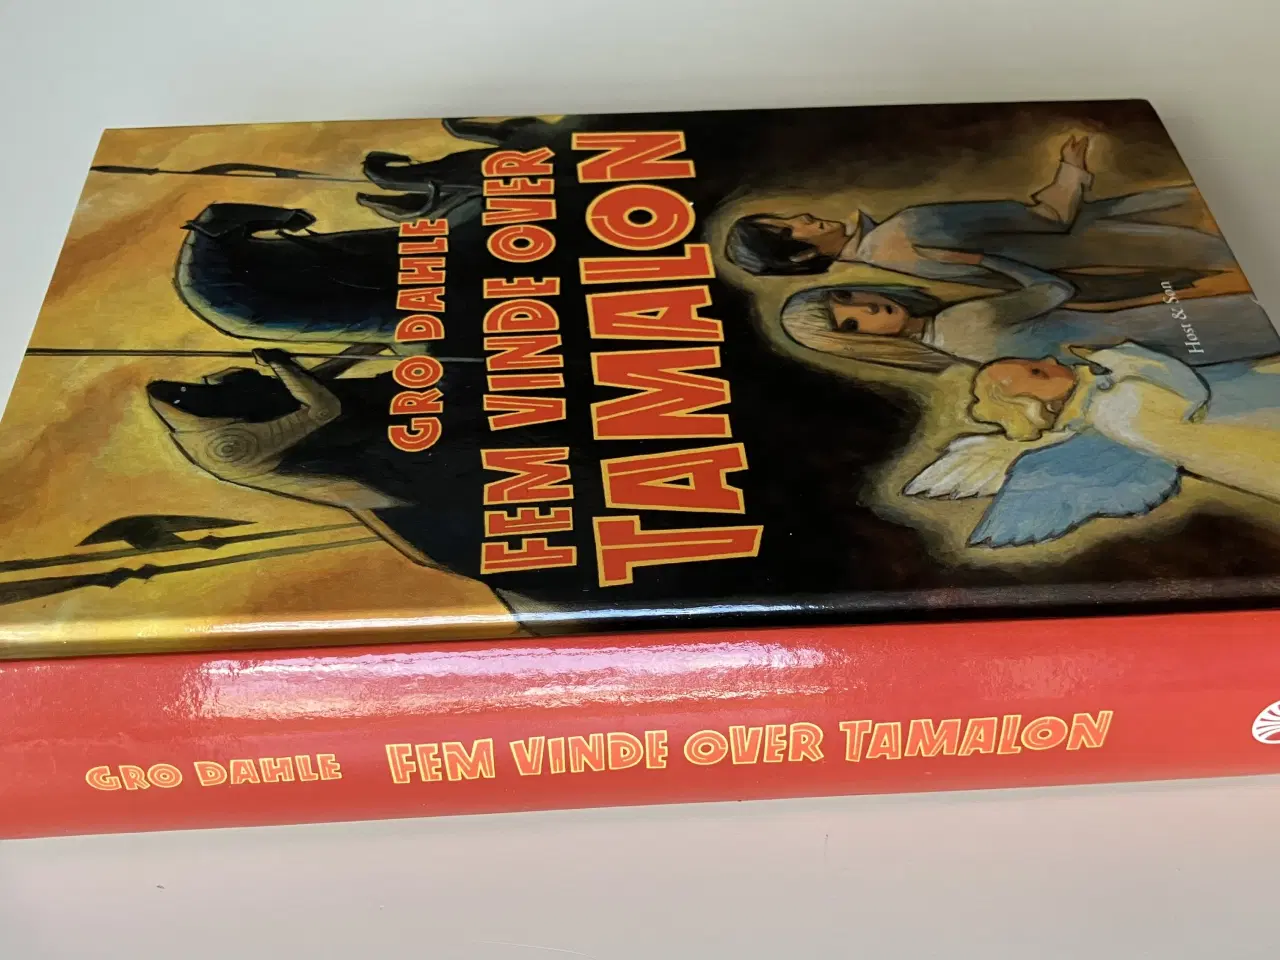 GRO DAHLE
FEM VINDE OVER
TAMALON
Høst & Søn
GRO DAHLE FEM VINDE OVER TAMALON